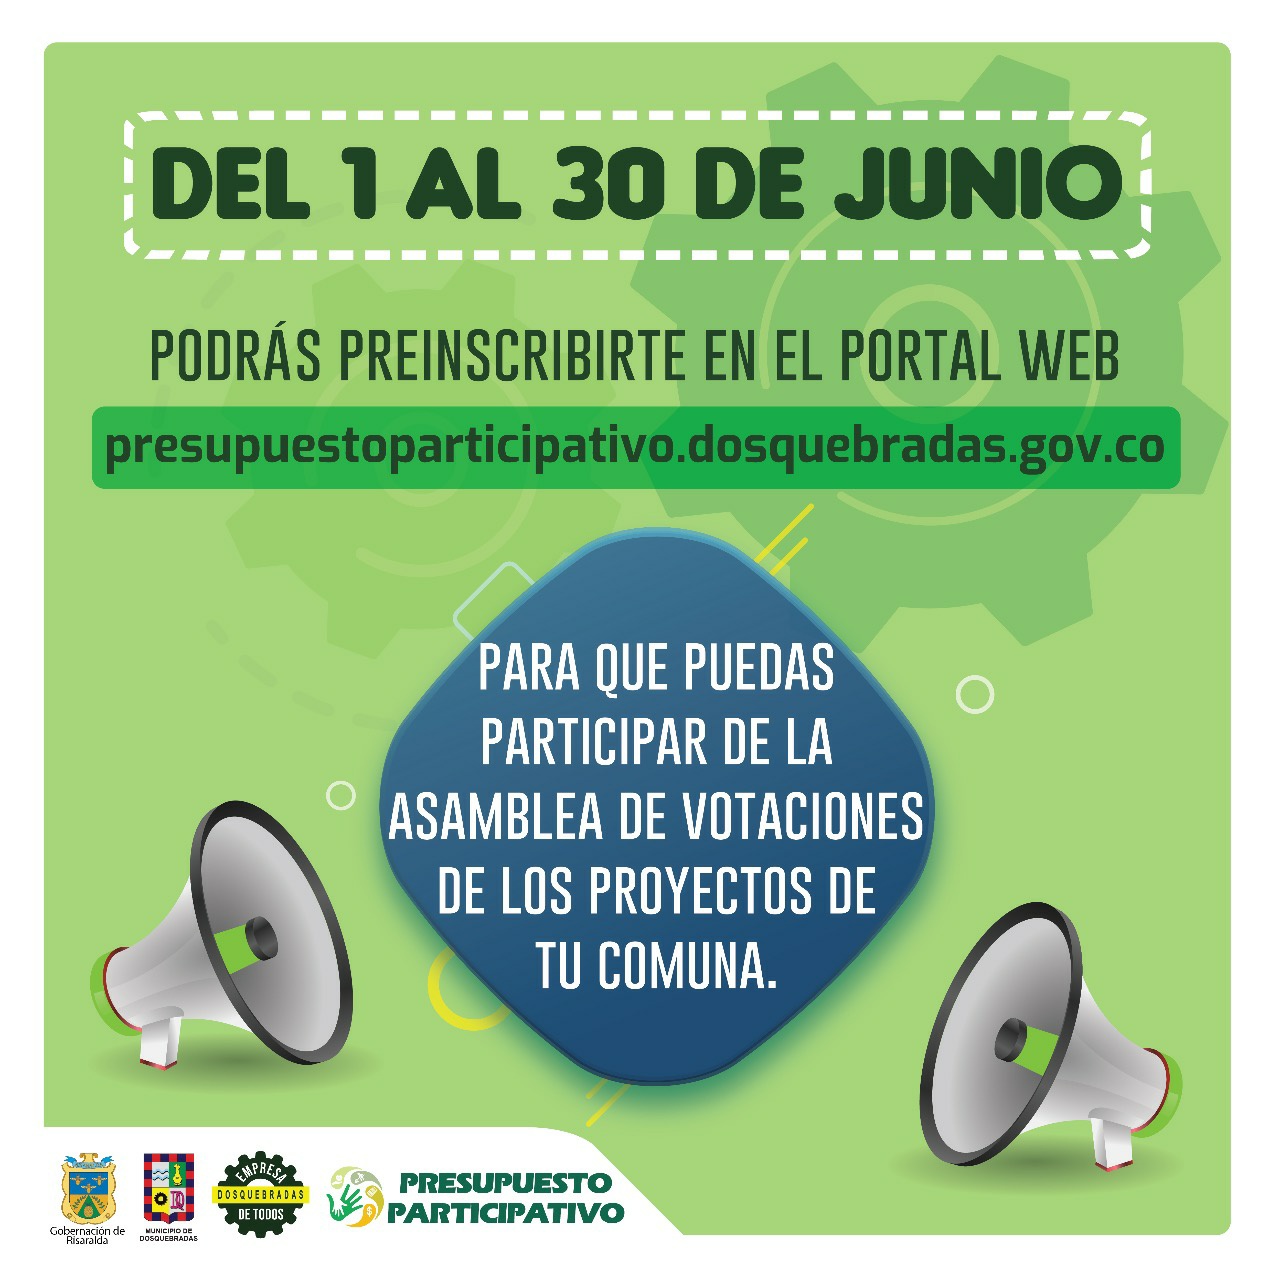 DEL 1 AL 30 DE JUNIO
PODRÁS PREINSCRIBIRTE EN EL PORTAL WEB
presupuestoparticipativo.dosquebradas.gov.co
PARA QUE PUEDAS
PARTICIPAR DE LA
ASAMBLEA DE VOTACIONES
DE LOS PROYECTOS DE
TU COMUNA.
Gobernación de
Risaralda
MUNICIPIO DE
DOSQUEBRADAS
EMPRESA
DOSQUEBRADAS
DE TODOS
PRESUPUESTO
PARTICIPATIVO